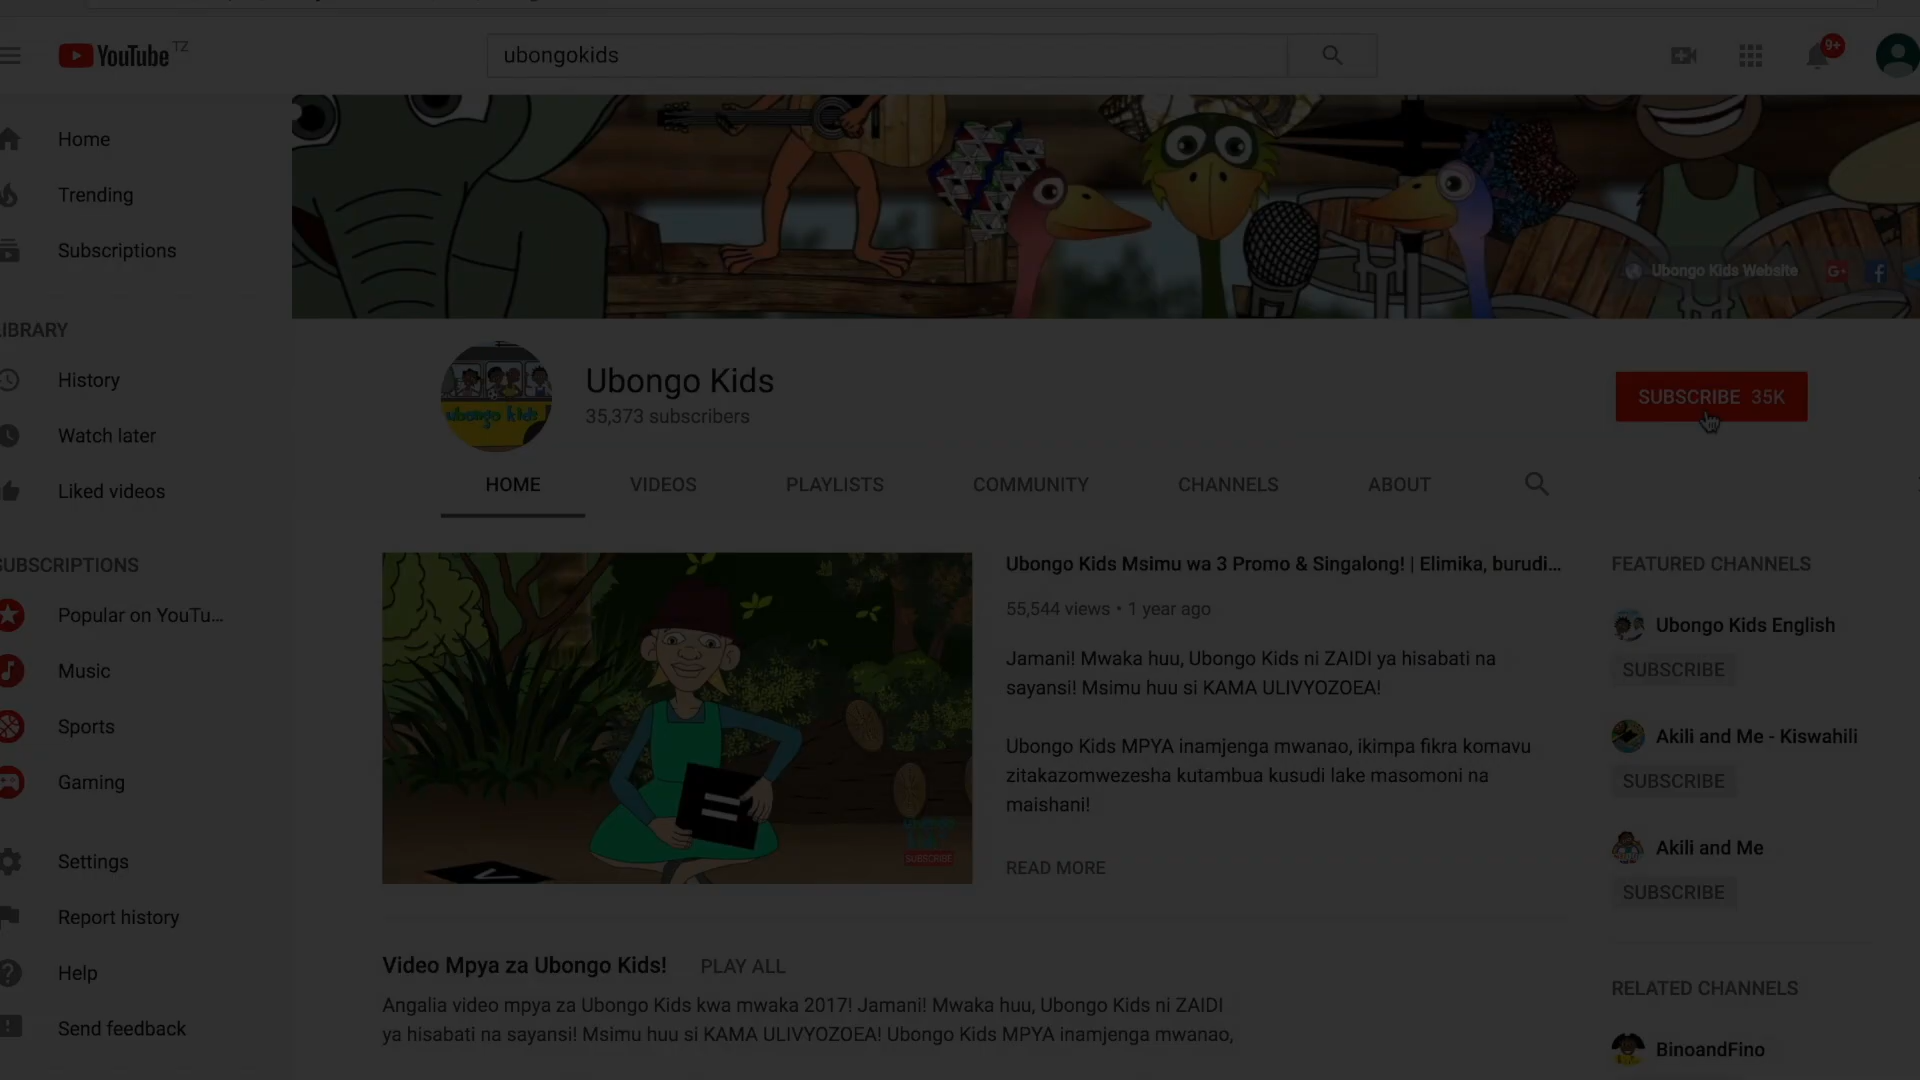 YouTube TZ
ubongokids
9+
Home
Trending
Subscriptions
LIBRARY
History
Watch later
Liked videos
SUBSCRIPTIONS
Popular on YouTu...
Music
Sports
Gaming
Settings
Report history
Help
Send feedback
Ubongo Kids Website
G+ f
ubongo kids
Ubongo Kids
35,373 subscribers
SUBSCRIBE 35K
HOME VIDEOS PLAYLISTS COMMUNITY CHANNELS ABOUT
SUBSCRIBE
Ubongo Kids Msimu wa 3 Promo & Singalong! | Elimika, burudi...
55,544 views • 1 year ago
Jamani! Mwaka huu, Ubongo Kids ni ZAIDI ya hisabati na
sayansi! Msimu huu si KAMA ULIVYOZOEA!
Ubongo Kids MPYA inamjenga mwanao, ikimpa fikra komavu
zitakazomwezesha kutambua kusudi lake masomoni na
maishani!
READ MORE
FEATURED CHANNELS
Ubongo Kids English
SUBSCRIBE
Akili and Me - Kiswahili
SUBSCRIBE
Akili and Me
SUBSCRIBE
RELATED CHANNELS
BinoandFino
Video Mpya za Ubongo Kids! PLAY ALL
Angalia video mpya za Ubongo Kids kwa mwaka 2017! Jamani! Mwaka huu, Ubongo Kids ni ZAIDI
ya hisabati na sayansi! Msimu huu si KAMA ULIVYOZOEA! Ubongo Kids MPYA inamjenga mwanao,